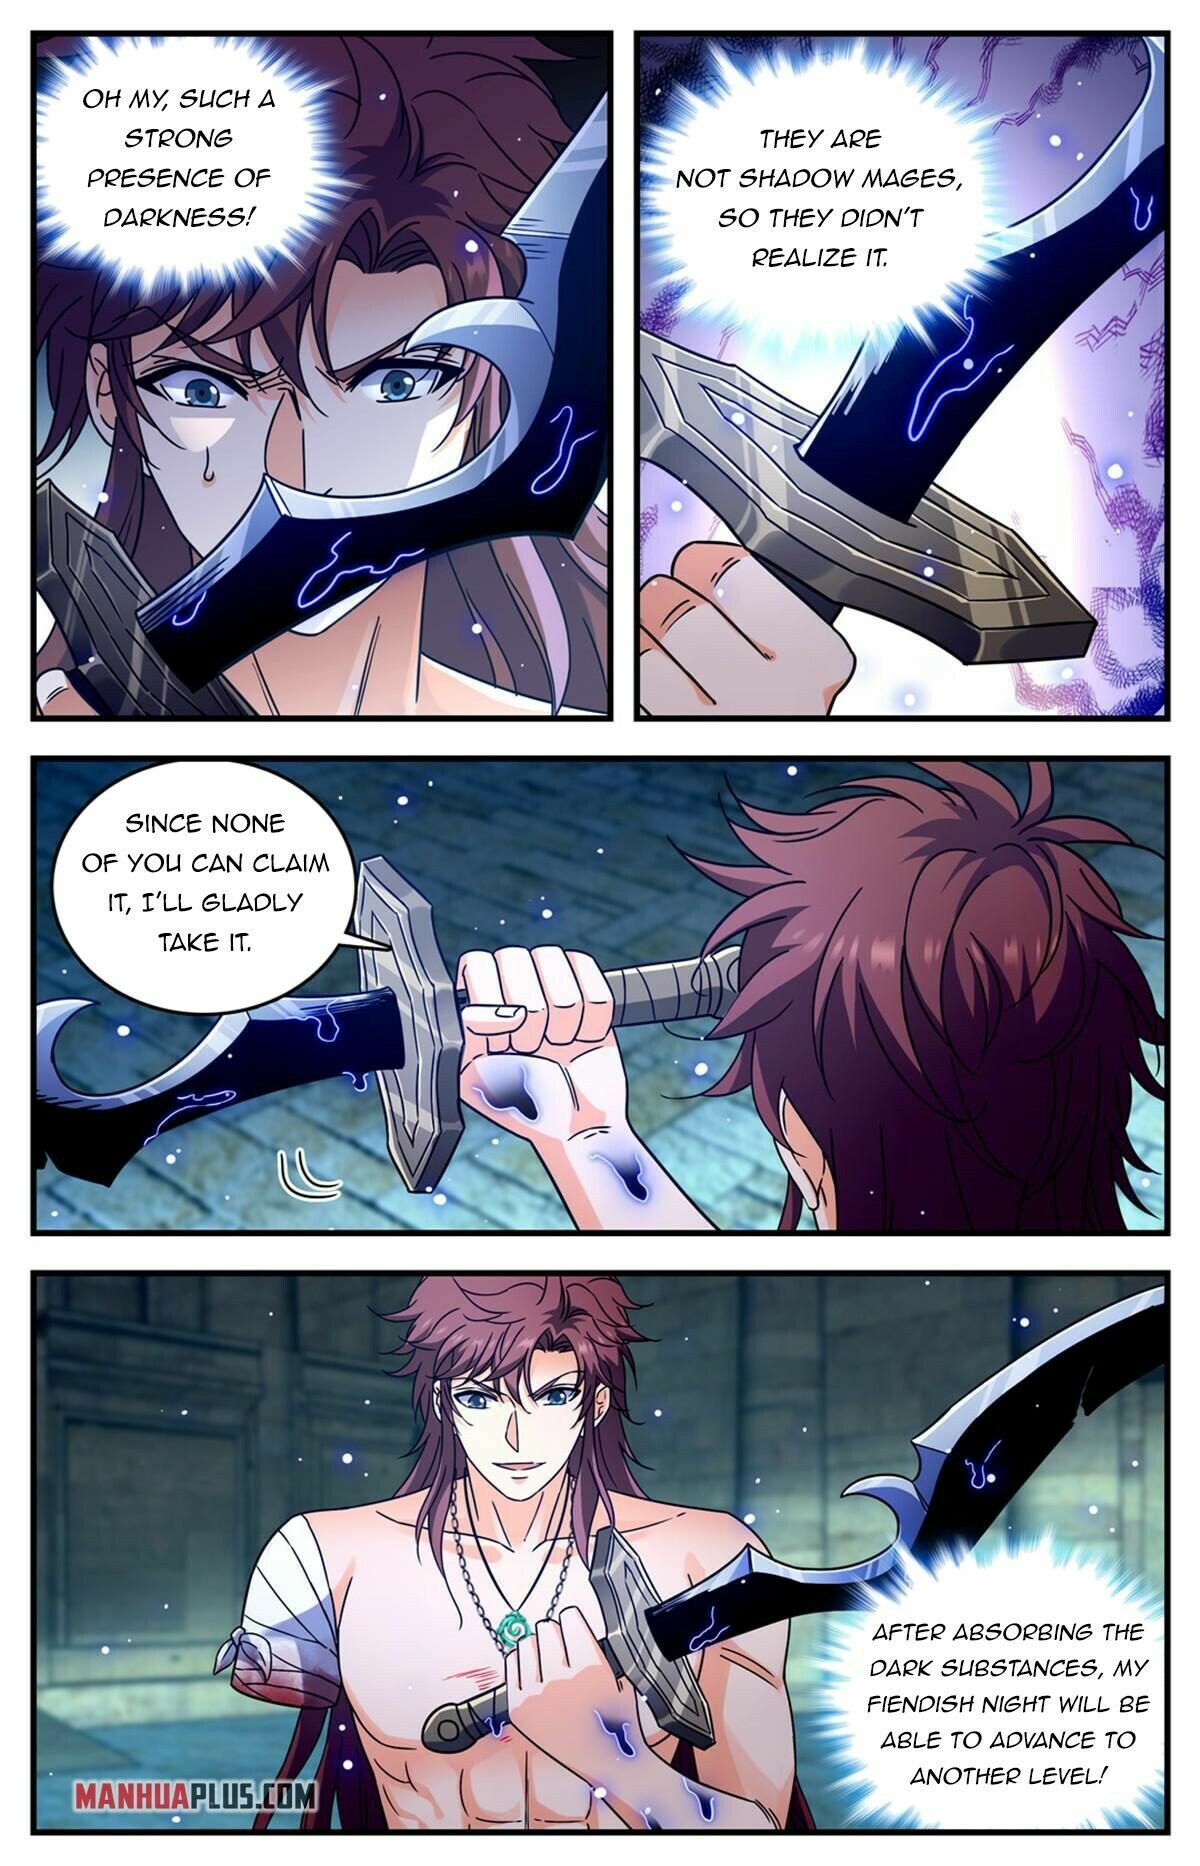 OH MY, SUCH A
STRONG
PRESENCE OF
DARKNESS!
THEY ARE
NOT SHADOW MAGES,
SO THEY DIDN'T
REALIZE IT.
SINCE NONE
OF YOU CAN CLAIM
IT, I'LL GLADLY
TAKE IT.
AFTER ABSORBING THE
DARK SUBSTANCES, MY
FIENDISH NIGHT WILL BE
ABLE TO ADVANCE TO
ANOTHER LEVEL!
MANHUAPLUS.COM